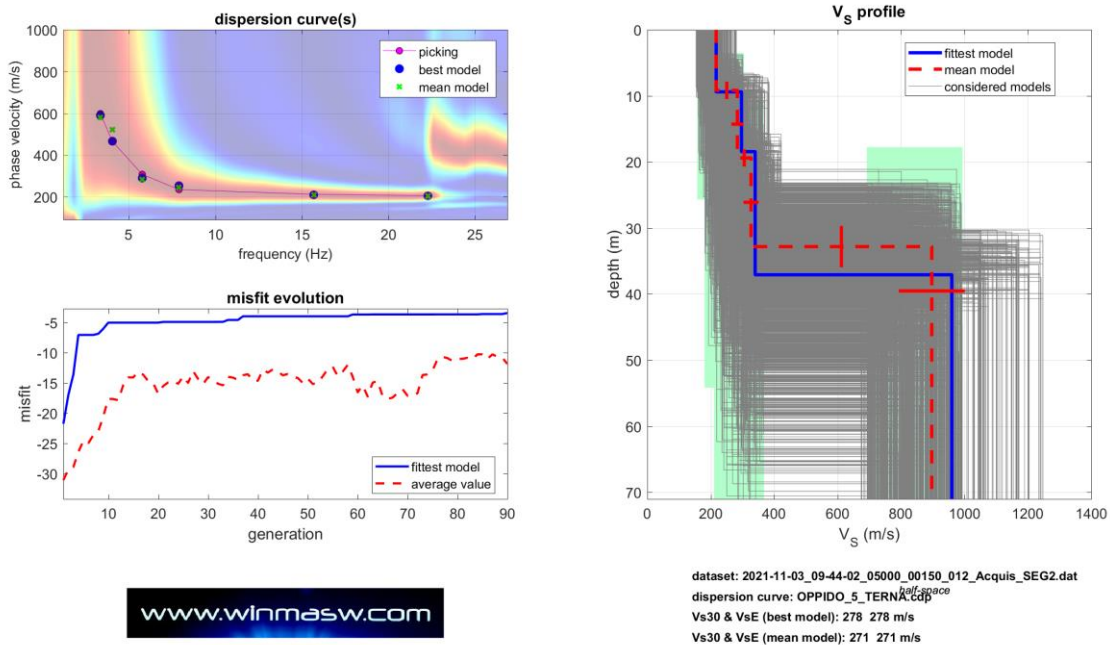 dispersion curve(s)
1000
800
600
400
200
phase velocity (m/s)
picking
best model
mean model
5 10 15 20 25
frequency (Hz)
misfit evolution
-5
-10
-15
-20
-25
-30
misfit
fittest model
average value
10 20 30 40 50 60 70 80 90
generation
www.winmasw.com
VS profile
0
10
20
30
40
50
60
70
depth (m)
fittest model
mean model
considered models
0 200 400 600 800 1000 1200 1400
VS (m/s)
dataset: 2021-11-03_09-44-02_05000_00150_012_Acquis_SEG2.dat
half-space
dispersion curve: OPPIDO_5_TERNA.cdp
Vs30 & VsE (best model): 278 278 m/s
Vs30 & VsE (mean model): 271 271 m/s